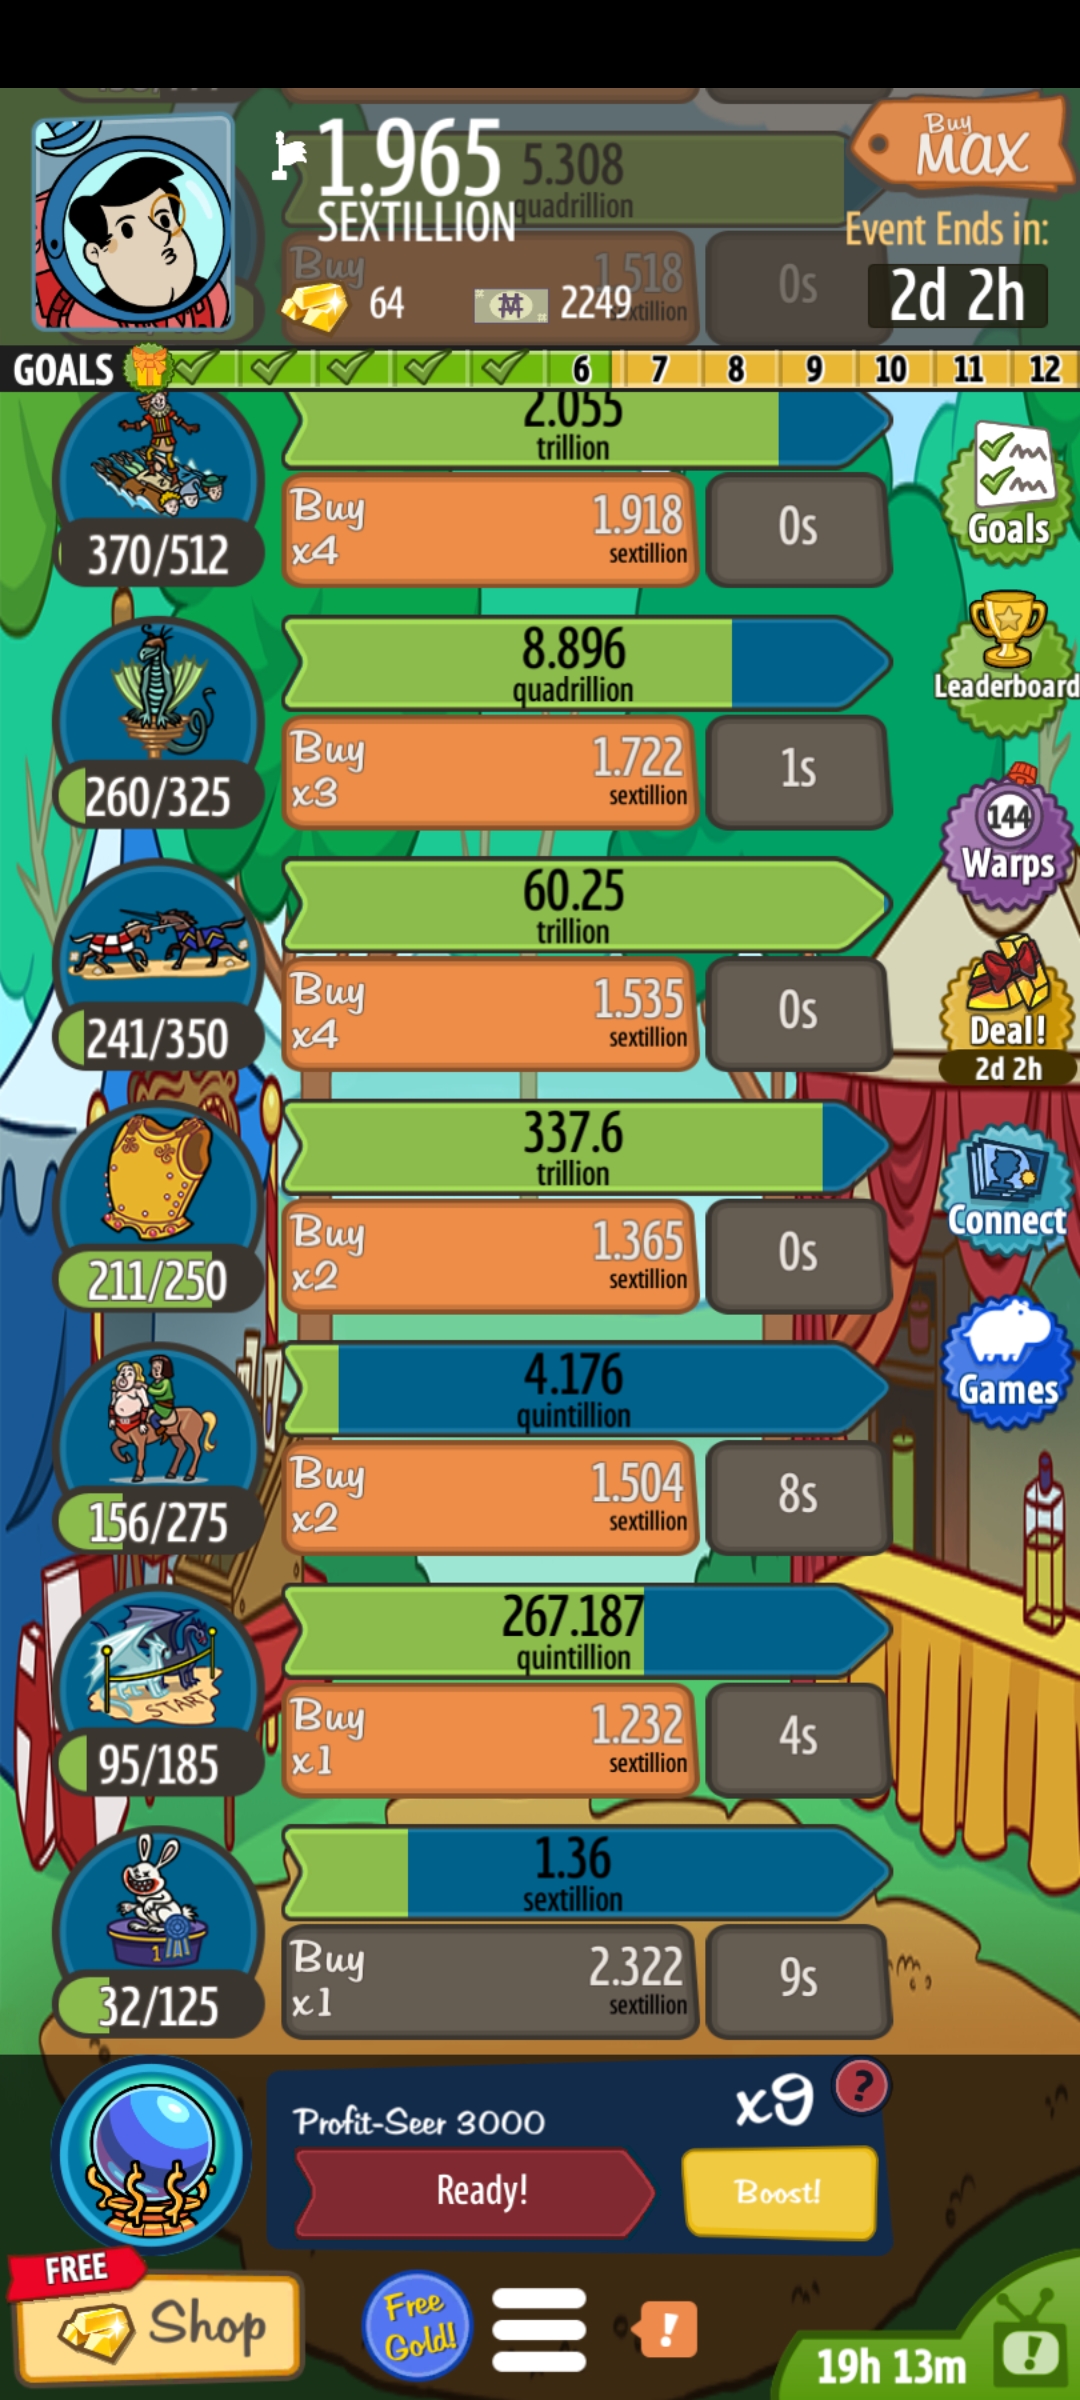 1.965
SEXTILLION
5.308
quadrillion
Buy
1.518
sextillion
0s
64
2249
Buy
MAX
Event Ends in:
2d 2h
GOALS
6 7 8 9 10 11 12
2.055
trillion
370/512
Buy
x4
1.918
sextillion
0s
Goals
8.896
quadrillion
260/325
Buy
x3
1.722
sextillion
1s
Leaderboard
144
Warps
60.25
trillion
241/350
Buy
x4
1.535
sextillion
0s
Deal!
2d 2h
337.6
trillion
211/250
Buy
x2
1.365
sextillion
0s
Connect
4.176
quintillion
156/275
Buy
x2
1.504
sextillion
8s
Games
267.187
quintillion
START
95/185
Buy
x1
1.232
sextillion
4s
1.36
sextillion
1
32/125
Buy
x1
2.322
sextillion
9s
Profit-Seer 3000
x9
?
Ready!
Boost!
FREE
Shop
Free
Gold!
!
19h 13m
!